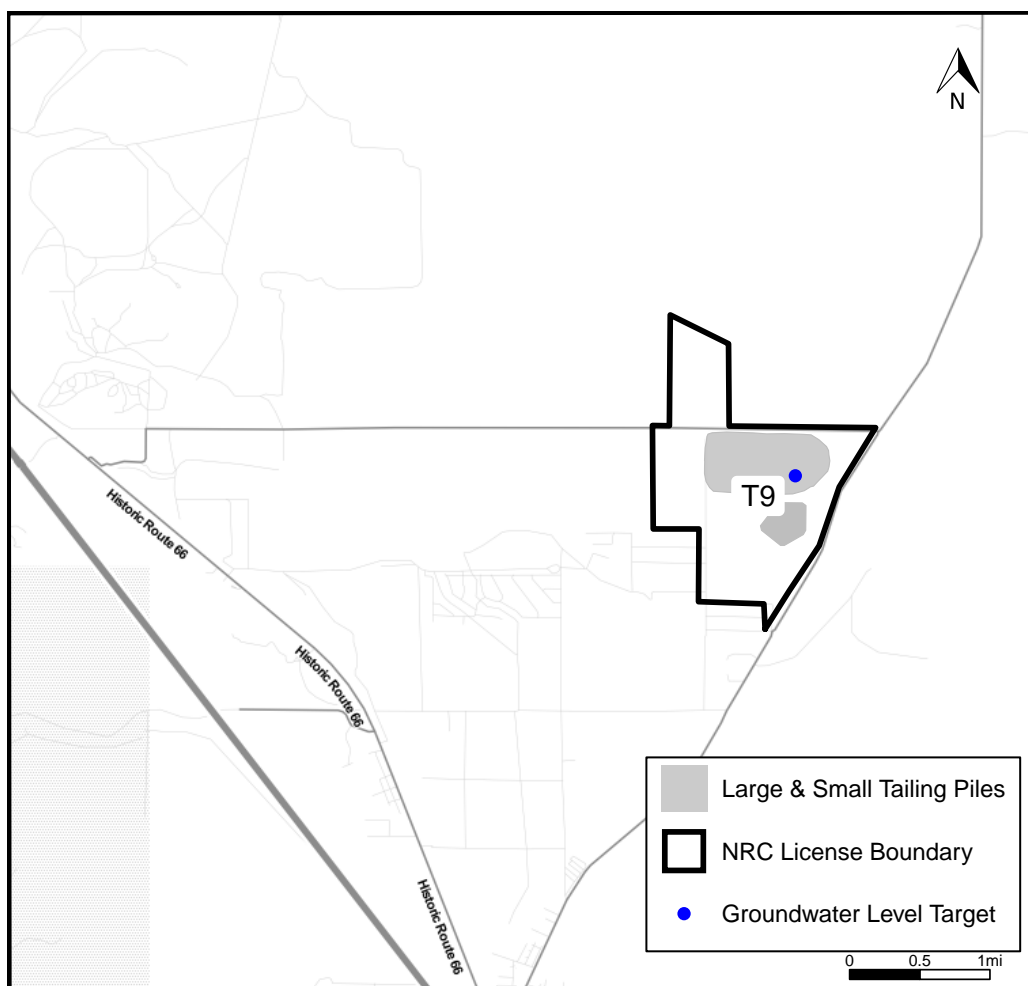 N
Historic Route 66
T9
Historic Route 66
Historic Route 66
Large & Small Tailing Piles
NRC License Boundary
Groundwater Level Target
0 0.5 1mi